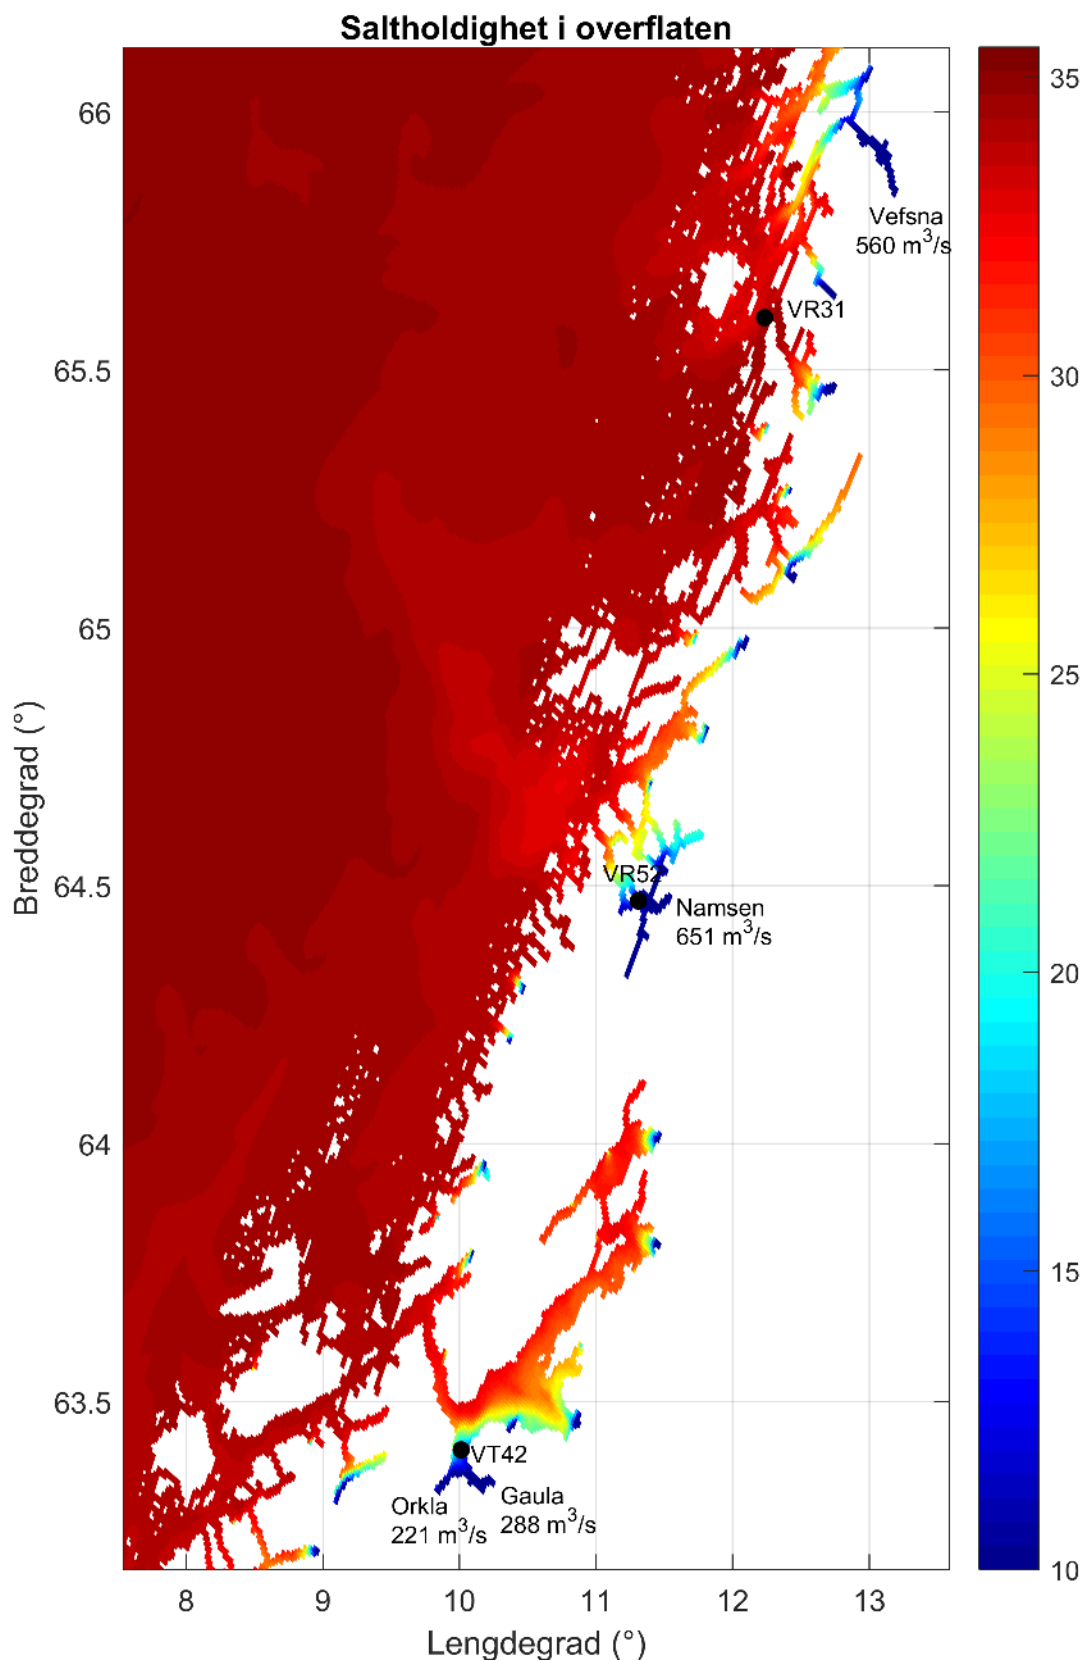 Saltholdighet i overflaten
66
65.5
65
64.5
64
63.5
Breddegrad (°)
8
9
10
11
12
13
Lengdegrad (°)
35
30
25
20
15
10
Vefsna
560 m³/s
VR31
VR52
Namsen
651 m³/s
VT42
Orkla
221 m³/s
Gaula
288 m³/s